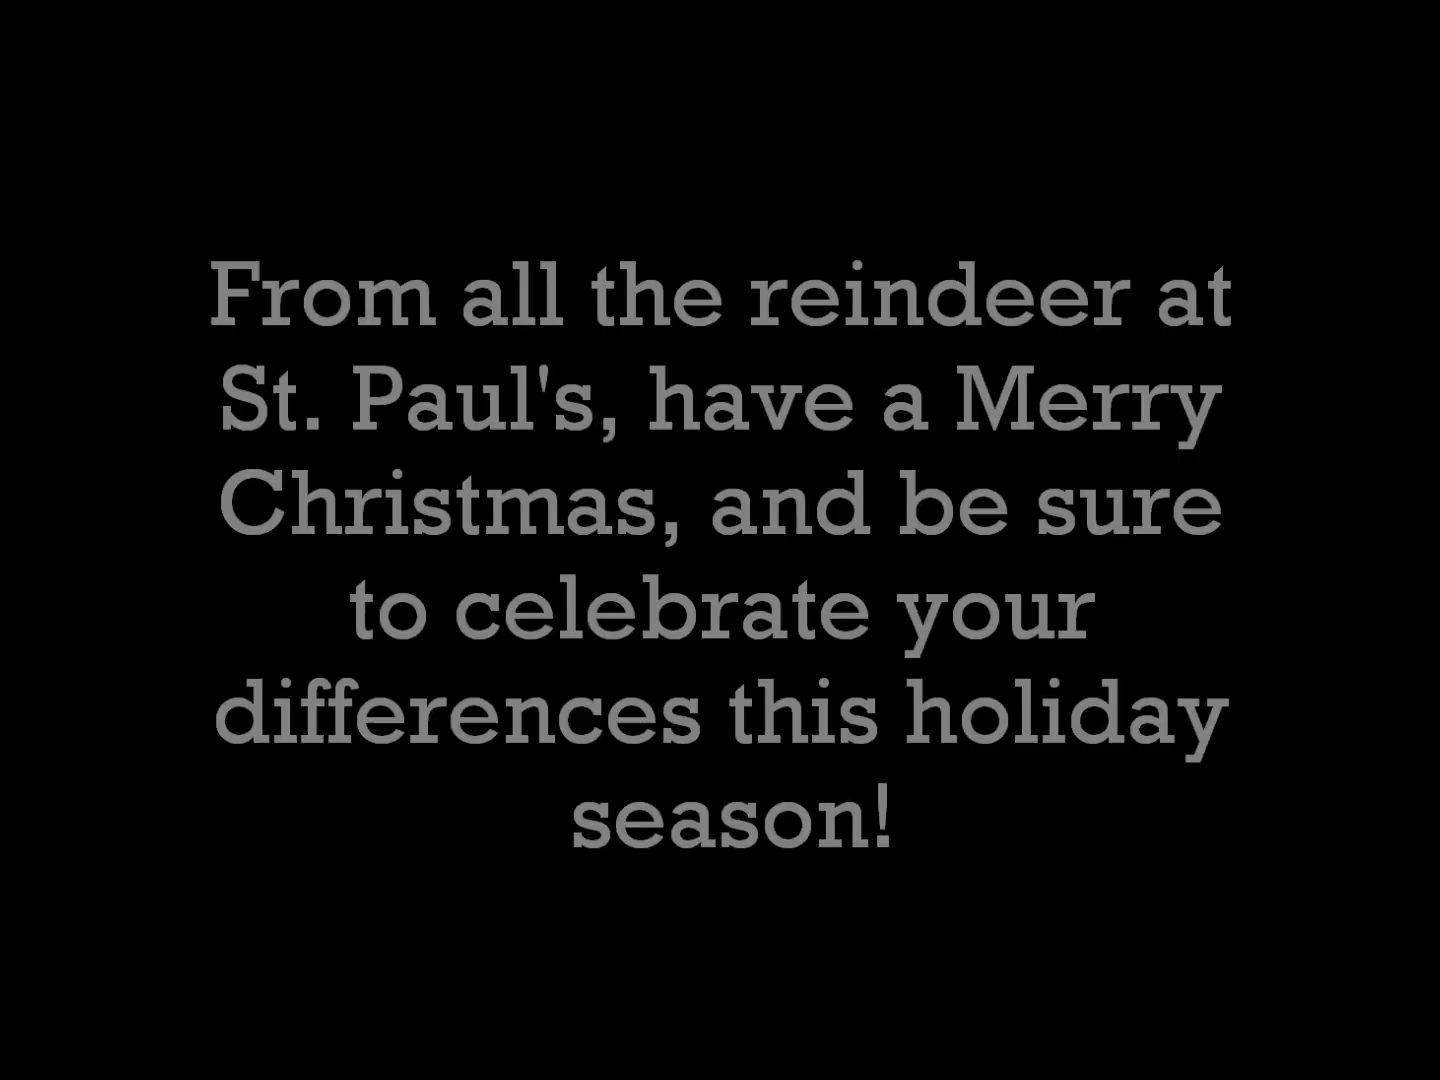 From all the reindeer at
St. Paul's, have a Merry
Christmas, and be sure
to celebrate your
differences this holiday
season!